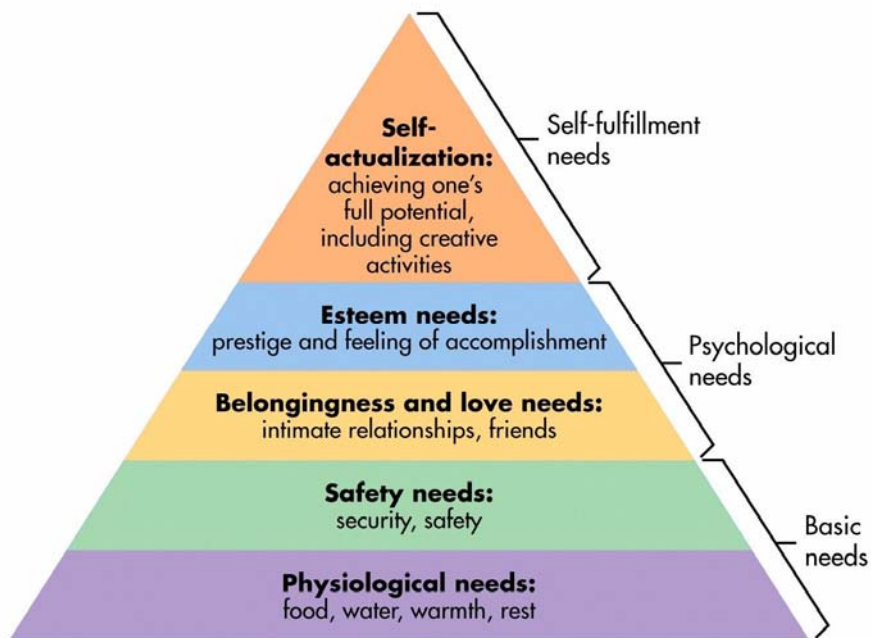 Self-
actualization:
achieving one's
full potential,
including creative
activities
Self-fulfillment
needs
Esteem needs:
prestige and feeling of accomplishment
Psychological
needs
Belongingness and love needs:
intimate relationships, friends
Safety needs:
security, safety
Basic
needs
Physiological needs:
food, water, warmth, rest